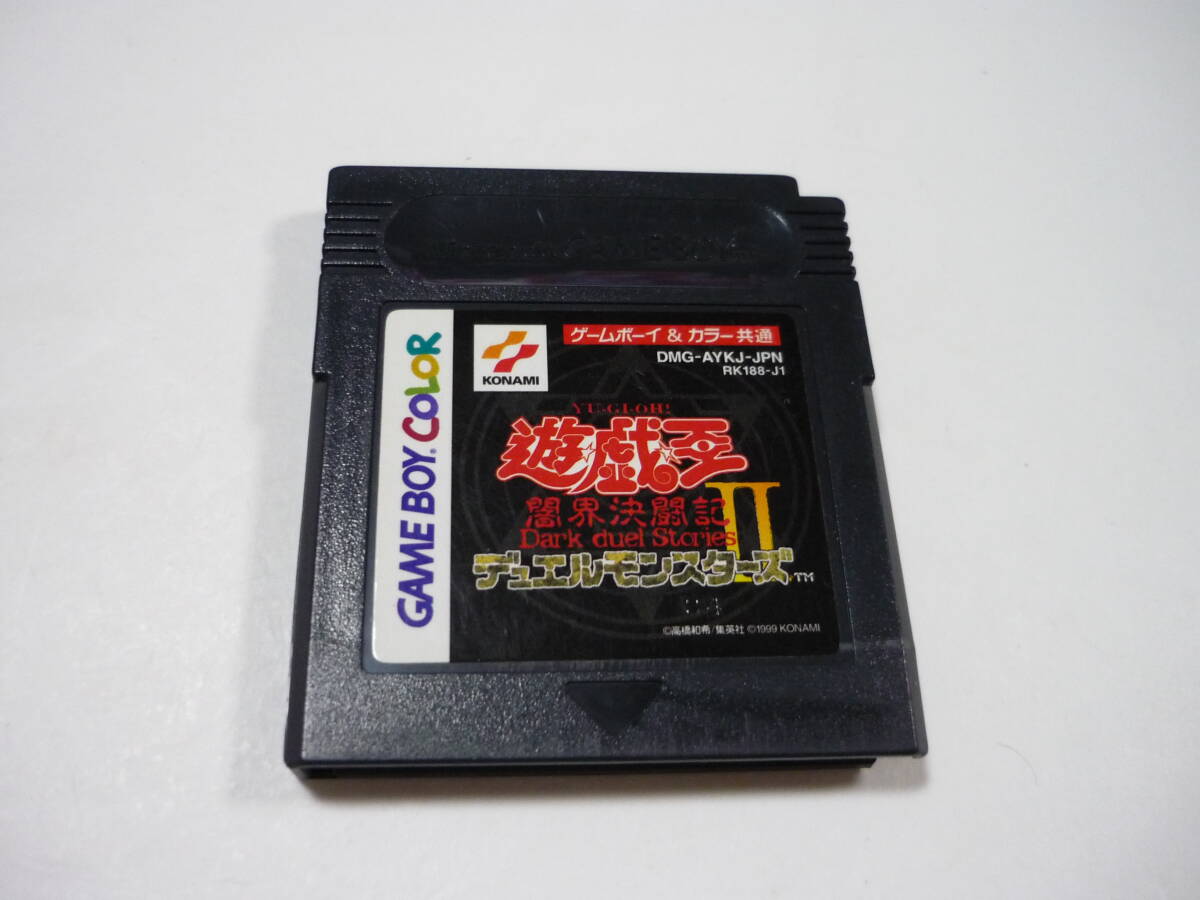 GAME BOY COLOR
KONAMI
ゲームボーイ & カラー共通
DMG-AYKJ-JPN
RK188-J1
YU-GI-OH!
遊戯王
闇界決闘記
Dark duel Stories
II
デュエルモンスターズ™
©高橋和希/集英社 ©1999 KONAMI